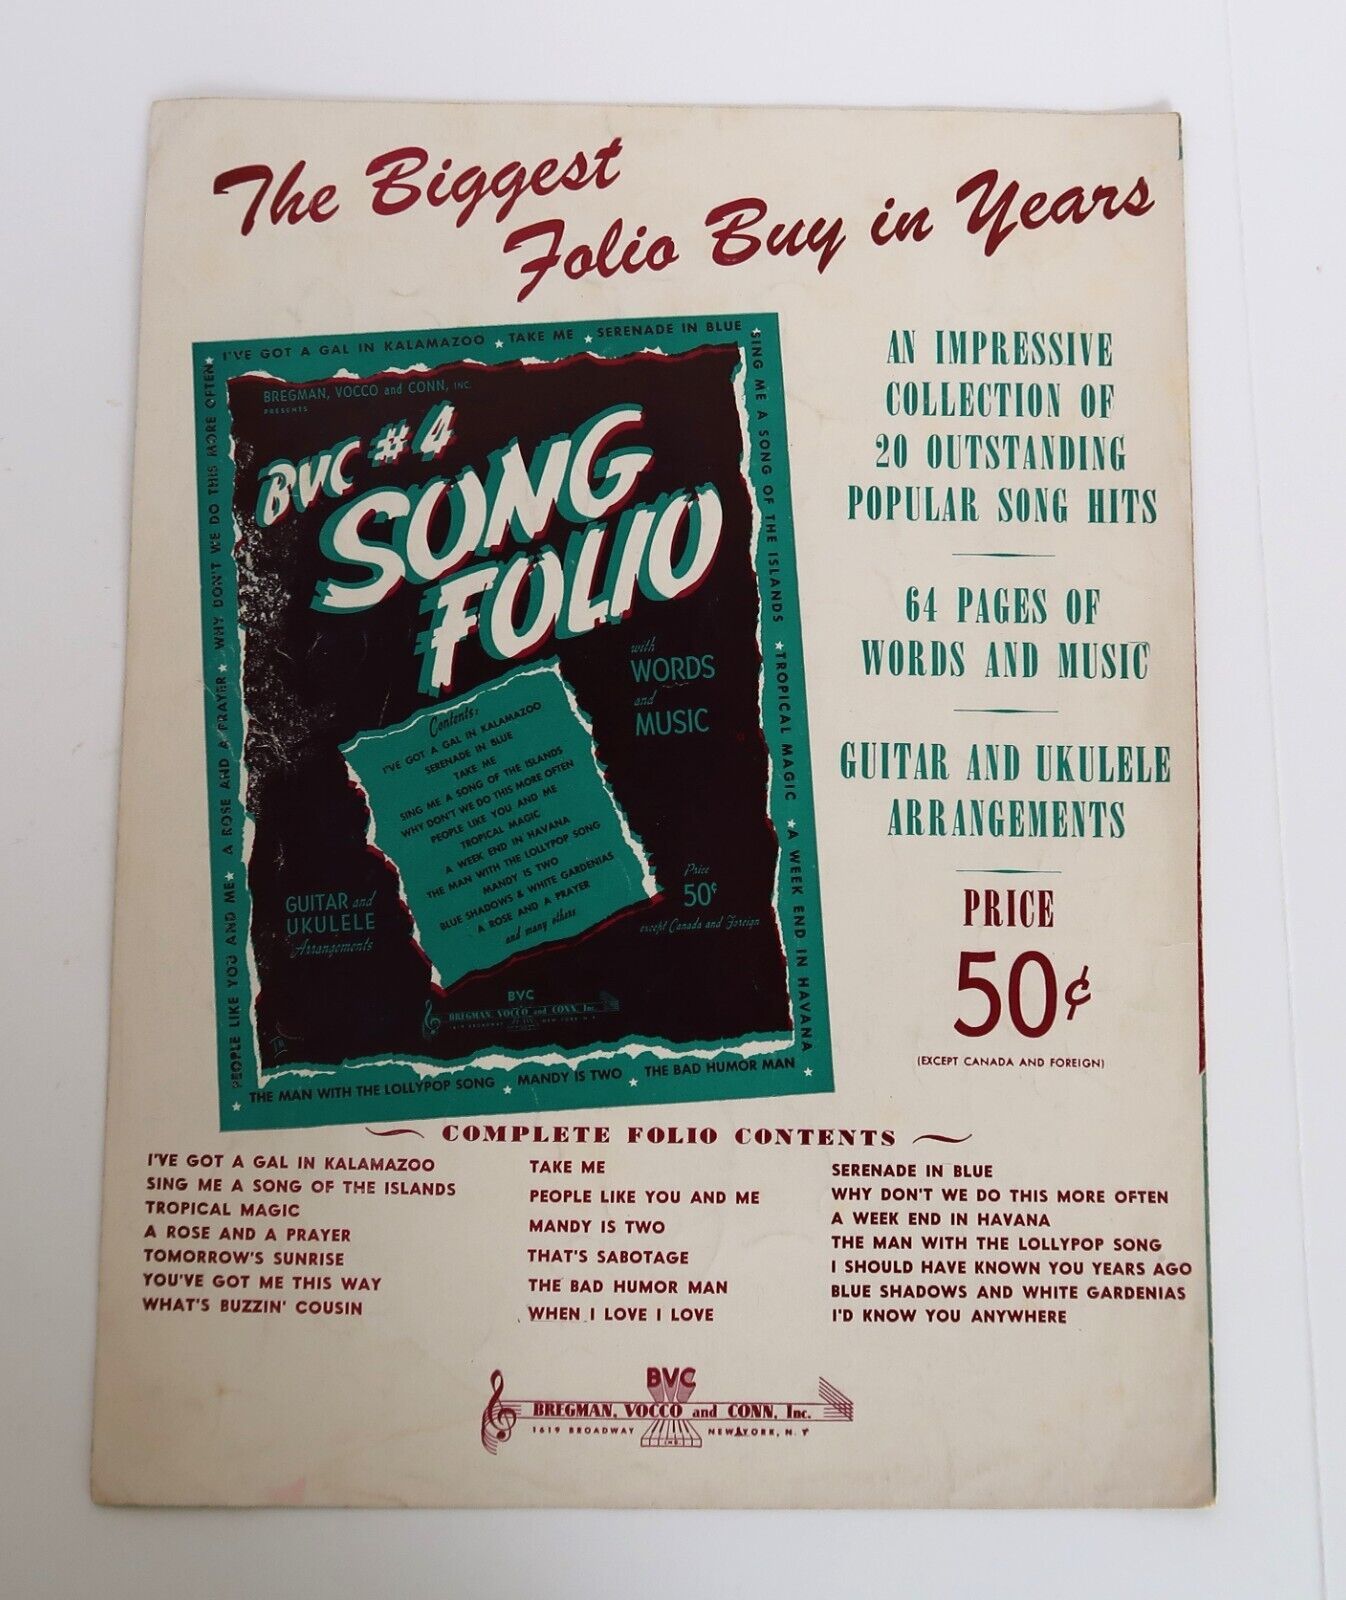 The Biggest
Folio Buy in Years
I'VE GOT A GAL IN KALAMAZOO ★ TAKE ME ★ SERENADE IN BLUE ★
SING ME A SONG OF THE ISLANDS ★ TROPICAL MAGIC ★ A WEEK END IN HAVANA ★
PEOPLE LIKE YOU AND ME ★ A ROSE AND A PRAYER ★ WHY DON'T WE DO THIS MORE OFTEN ★
★ THE MAN WITH THE LOLLYPOP SONG ★ MANDY IS TWO ★ THE BAD HUMOR MAN
BREGMAN, VOCCO and CONN, INC.
PRESENTS
BVC #4
SONG
FOLIO
with
WORDS
and
MUSIC
Contents:
I'VE GOT A GAL IN KALAMAZOO
SERENADE IN BLUE
TAKE ME
SING ME A SONG OF THE ISLANDS
WHY DON'T WE DO THIS MORE OFTEN
PEOPLE LIKE YOU AND ME
TROPICAL MAGIC
A WEEK END IN HAVANA
THE MAN WITH THE LOLLYPOP SONG
MANDY IS TWO
BLUE SHADOWS & WHITE GARDENIAS
A ROSE AND A PRAYER
and many others
GUITAR and
UKULELE
Arrangements
Price
50¢
except Canada and Foreign
BVC
BREGMAN, VOCCO and CONN, Inc.
1619 BROADWAY NEW YORK, N.Y.
AN IMPRESSIVE
COLLECTION OF
20 OUTSTANDING
POPULAR SONG HITS
64 PAGES OF
WORDS AND MUSIC
GUITAR AND UKULELE
ARRANGEMENTS
PRICE
50¢
(EXCEPT CANADA AND FOREIGN)
COMPLETE FOLIO CONTENTS
I'VE GOT A GAL IN KALAMAZOO
SING ME A SONG OF THE ISLANDS
TROPICAL MAGIC
A ROSE AND A PRAYER
TOMORROW'S SUNRISE
YOU'VE GOT ME THIS WAY
WHAT'S BUZZIN' COUSIN
TAKE ME
PEOPLE LIKE YOU AND ME
MANDY IS TWO
THAT'S SABOTAGE
THE BAD HUMOR MAN
WHEN I LOVE I LOVE
SERENADE IN BLUE
WHY DON'T WE DO THIS MORE OFTEN
A WEEK END IN HAVANA
THE MAN WITH THE LOLLYPOP SONG
I SHOULD HAVE KNOWN YOU YEARS AGO
BLUE SHADOWS AND WHITE GARDENIAS
I'D KNOW YOU ANYWHERE
BVC
BREGMAN, VOCCO and CONN, Inc.
1619 BROADWAY NEW YORK, N.Y
INC